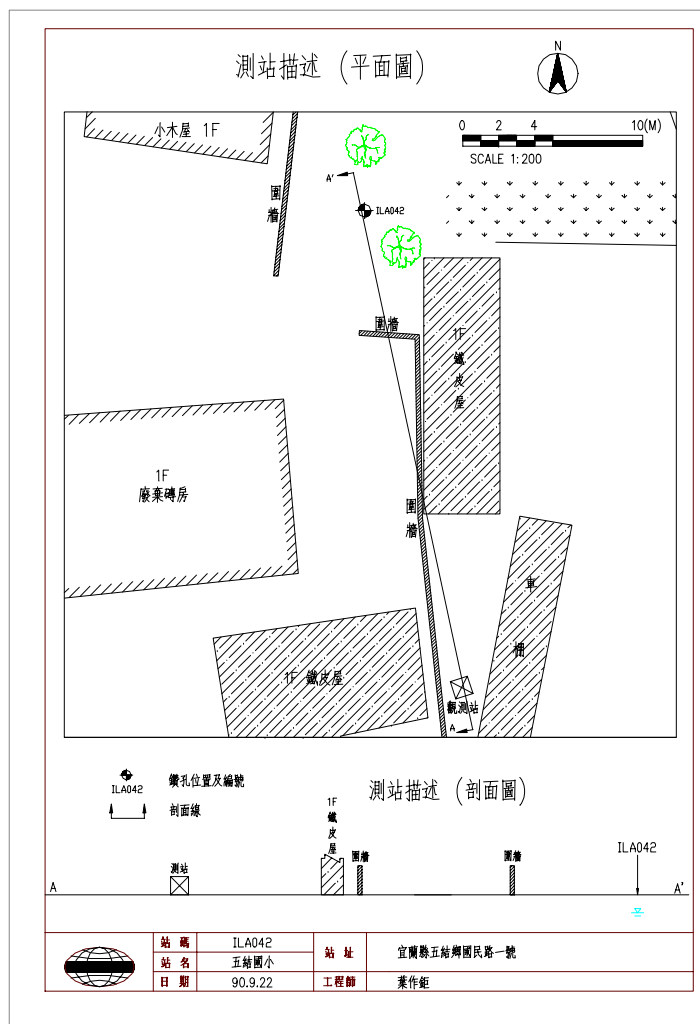 測站描述 (平面圖)
N
小木屋 1F
0 2 4 10(M)
SCALE 1:200
A'
圍牆
ILA042
圍牆
1F
鐵皮屋
1F
廢棄磚房
圍牆
車棚
1F 鐵皮屋
觀測站
A
ILA042
鑽孔位置及編號
剖面線
測站描述 (剖面圖)
1F
鐵皮屋
測站
圍牆
圍牆
ILA042
A
A'
站 碼 ILA042
站 址 宜蘭縣五結鄉國民路一號
站 名 五結國小
日 期 90.9.22
工程師 葉作鉅